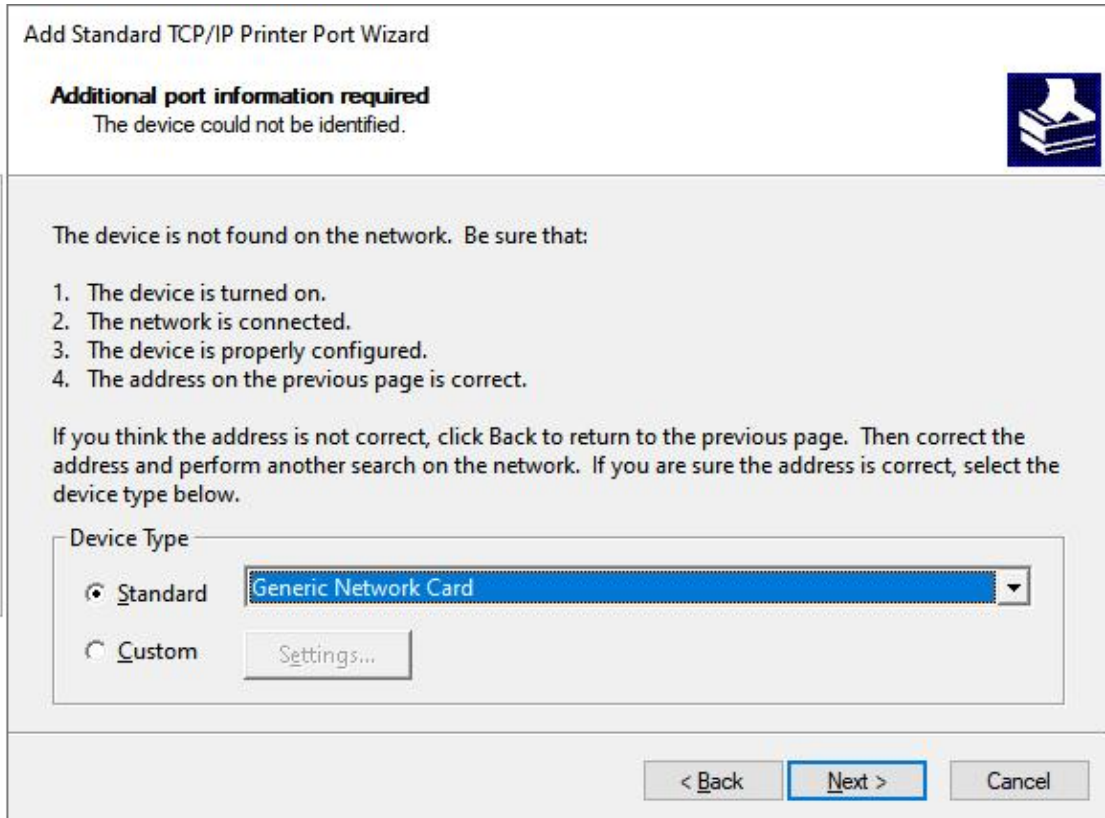 Add Standard TCP/IP Printer Port Wizard
Additional port information required
The device could not be identified.
The device is not found on the network.  Be sure that:
1.  The device is turned on.
2.  The network is connected.
3.  The device is properly configured.
4.  The address on the previous page is correct.
If you think the address is not correct, click Back to return to the previous page.  Then correct the
address and perform another search on the network.  If you are sure the address is correct, select the
device type below.
Device Type
Standard
Generic Network Card
Custom
Settings...
< Back
Next >
Cancel